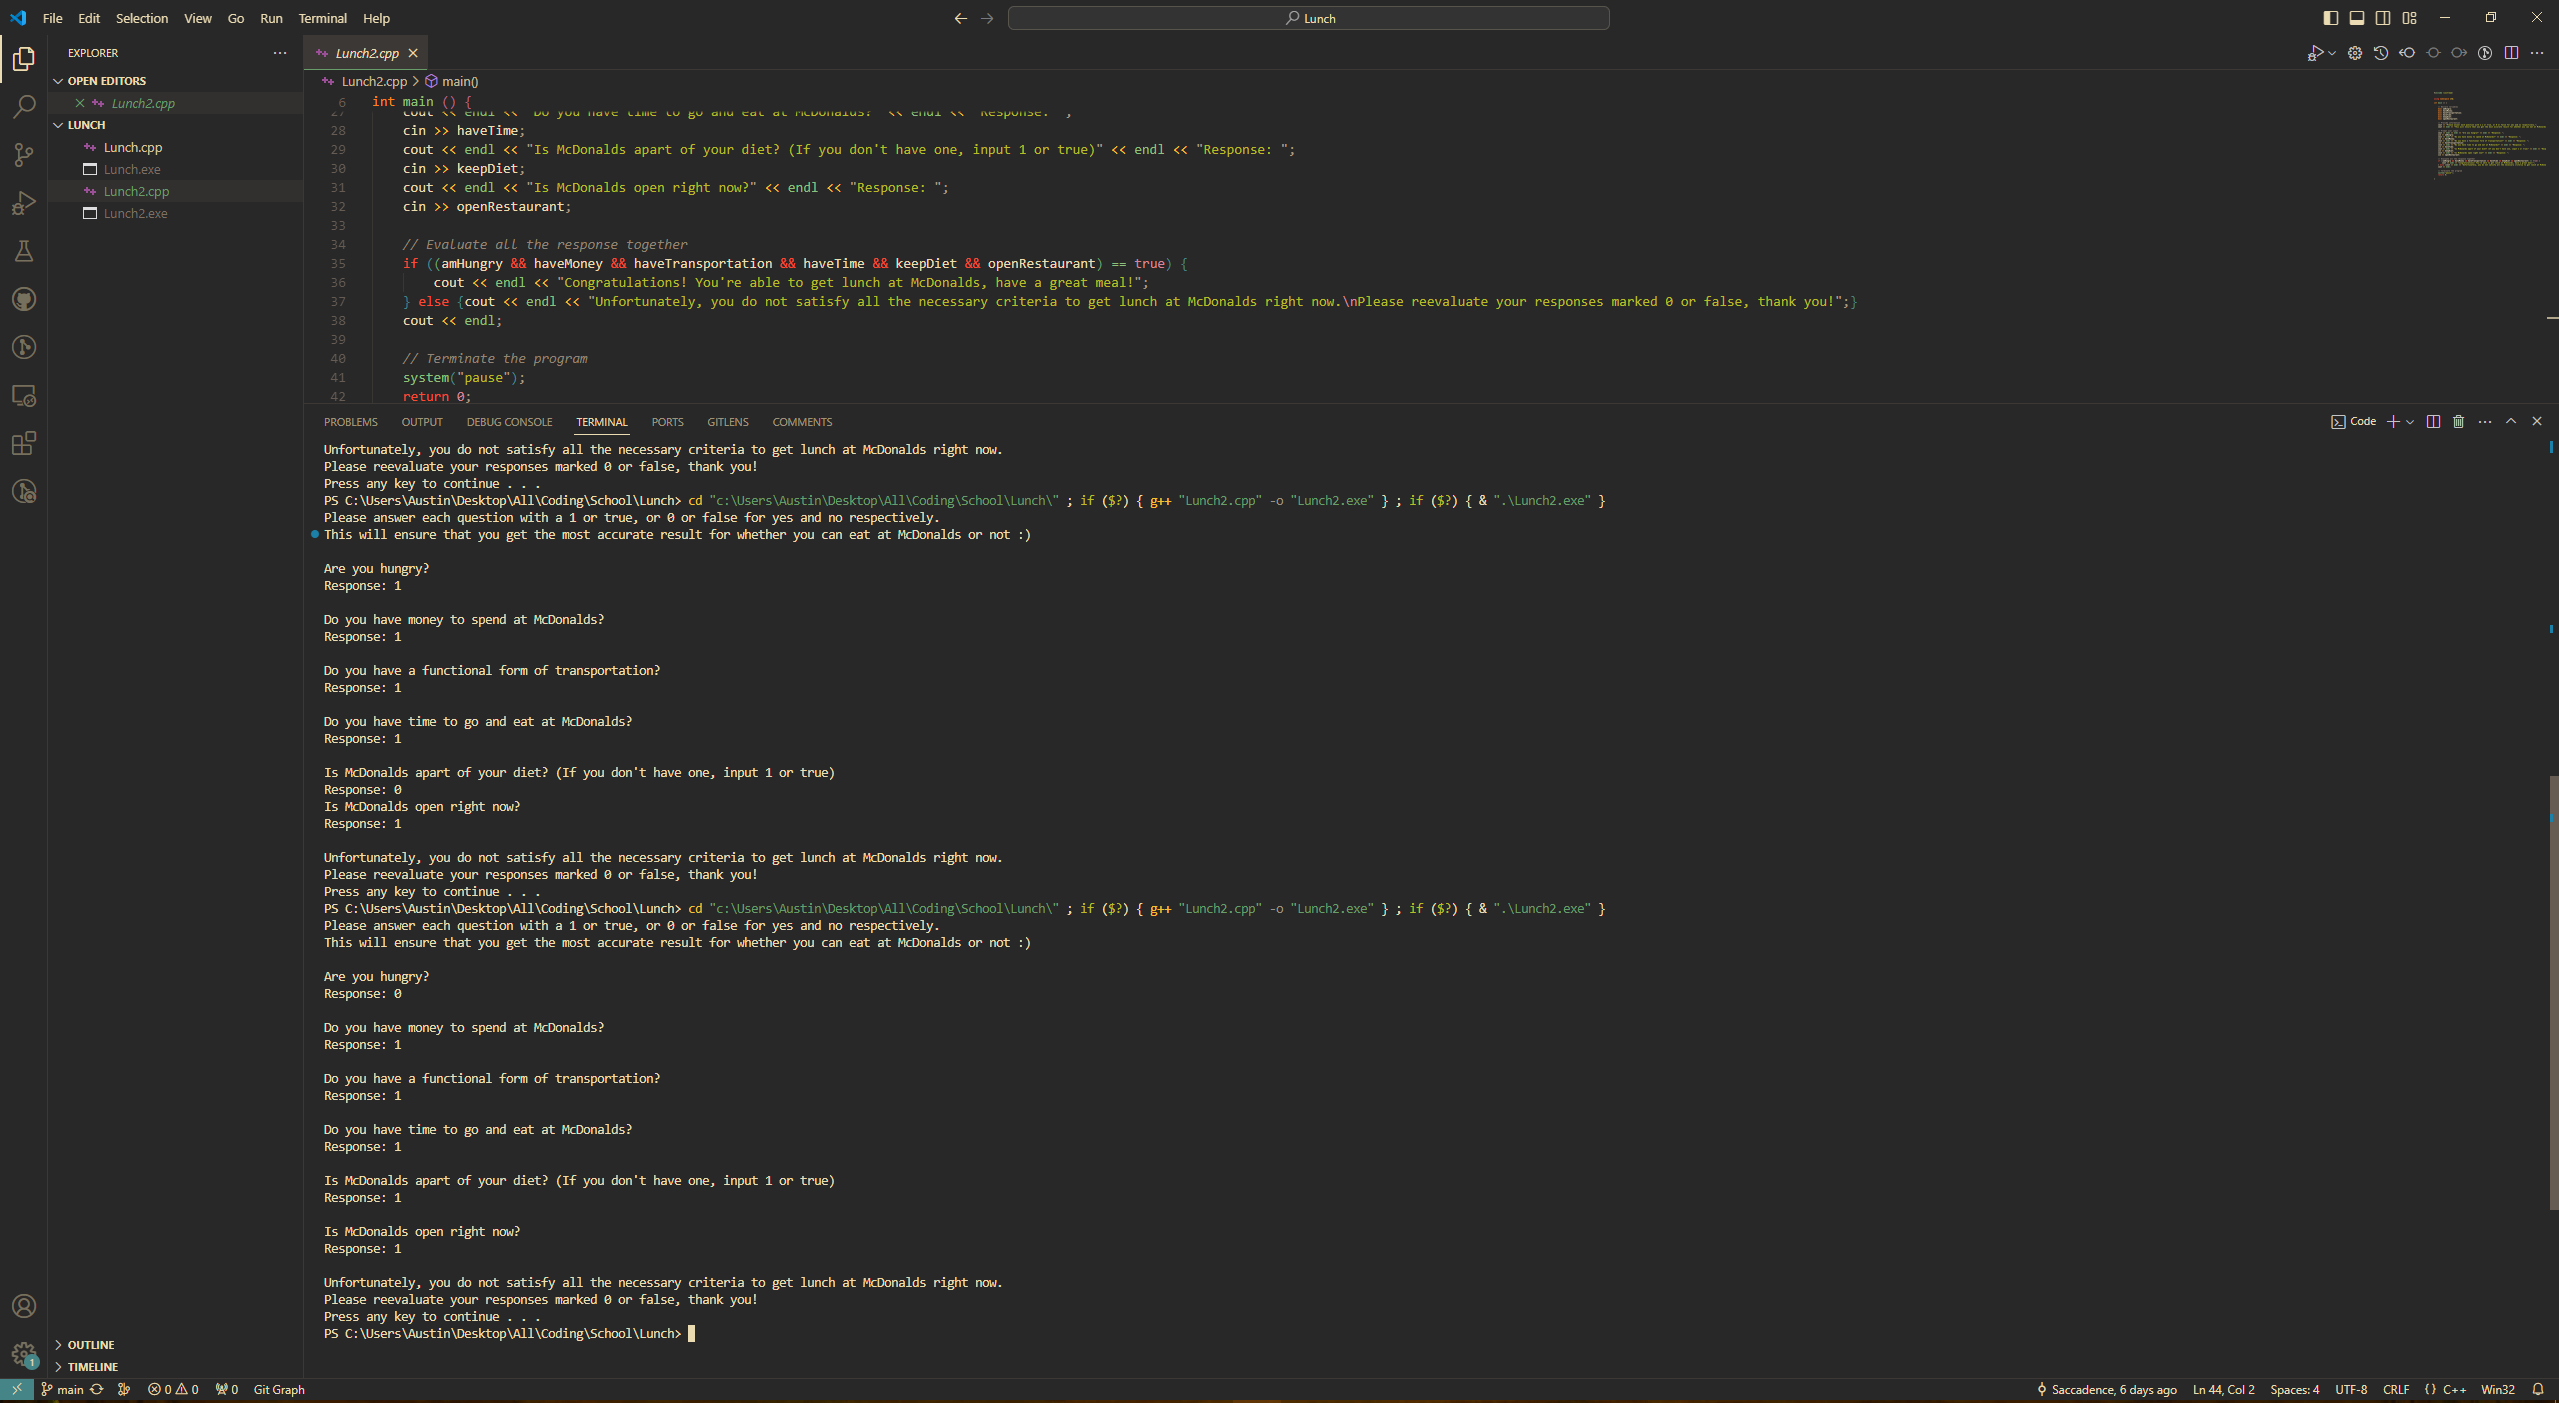 File Edit Selection View Go Run Terminal Help
Lunch
EXPLORER
OPEN EDITORS
Lunch2.cpp
LUNCH
Lunch.cpp
Lunch.exe
Lunch2.cpp
Lunch2.exe
OUTLINE
TIMELINE
Lunch2.cpp
Lunch2.cpp > main()
6 int main () {
27 cout << endl << "Do you have time to go and eat at McDonalds?" << endl << "Response: ";
28 cin >> haveTime;
29 cout << endl << "Is McDonalds apart of your diet? (If you don't have one, input 1 or true)" << endl << "Response: ";
30 cin >> keepDiet;
31 cout << endl << "Is McDonalds open right now?" << endl << "Response: ";
32 cin >> openRestaurant;
33
34 // Evaluate all the response together
35 if ((amHungry && haveMoney && haveTransportation && haveTime && keepDiet && openRestaurant) == true) {
36 cout << endl << "Congratulations! You're able to get lunch at McDonalds, have a great meal!";
37 } else {cout << endl << "Unfortunately, you do not satisfy all the necessary criteria to get lunch at McDonalds right now.\nPlease reevaluate your responses marked 0 or false, thank you!";}
38 cout << endl;
39
40 // Terminate the program
41 system("pause");
42 return 0;
PROBLEMS OUTPUT DEBUG CONSOLE TERMINAL PORTS GITLENS COMMENTS
Code
Unfortunately, you do not satisfy all the necessary criteria to get lunch at McDonalds right now.
Please reevaluate your responses marked 0 or false, thank you!
Press any key to continue . . .
PS C:\Users\Austin\Desktop\All\Coding\School\Lunch> cd "c:\Users\Austin\Desktop\All\Coding\School\Lunch\" ; if ($?) { g++ "Lunch2.cpp" -o "Lunch2.exe" } ; if ($?) { & ".\Lunch2.exe" }
Please answer each question with a 1 or true, or 0 or false for yes and no respectively.
This will ensure that you get the most accurate result for whether you can eat at McDonalds or not :)
Are you hungry?
Response: 1
Do you have money to spend at McDonalds?
Response: 1
Do you have a functional form of transportation?
Response: 1
Do you have time to go and eat at McDonalds?
Response: 1
Is McDonalds apart of your diet? (If you don't have one, input 1 or true)
Response: 0
Is McDonalds open right now?
Response: 1
Unfortunately, you do not satisfy all the necessary criteria to get lunch at McDonalds right now.
Please reevaluate your responses marked 0 or false, thank you!
Press any key to continue . . .
PS C:\Users\Austin\Desktop\All\Coding\School\Lunch> cd "c:\Users\Austin\Desktop\All\Coding\School\Lunch\" ; if ($?) { g++ "Lunch2.cpp" -o "Lunch2.exe" } ; if ($?) { & ".\Lunch2.exe" }
Please answer each question with a 1 or true, or 0 or false for yes and no respectively.
This will ensure that you get the most accurate result for whether you can eat at McDonalds or not :)
Are you hungry?
Response: 0
Do you have money to spend at McDonalds?
Response: 1
Do you have a functional form of transportation?
Response: 1
Do you have time to go and eat at McDonalds?
Response: 1
Is McDonalds apart of your diet? (If you don't have one, input 1 or true)
Response: 1
Is McDonalds open right now?
Response: 1
Unfortunately, you do not satisfy all the necessary criteria to get lunch at McDonalds right now.
Please reevaluate your responses marked 0 or false, thank you!
Press any key to continue . . .
PS C:\Users\Austin\Desktop\All\Coding\School\Lunch>
1
main 0 0 0 Git Graph
Saccadence, 6 days ago Ln 44, Col 2 Spaces: 4 UTF-8 CRLF {} C++ Win32